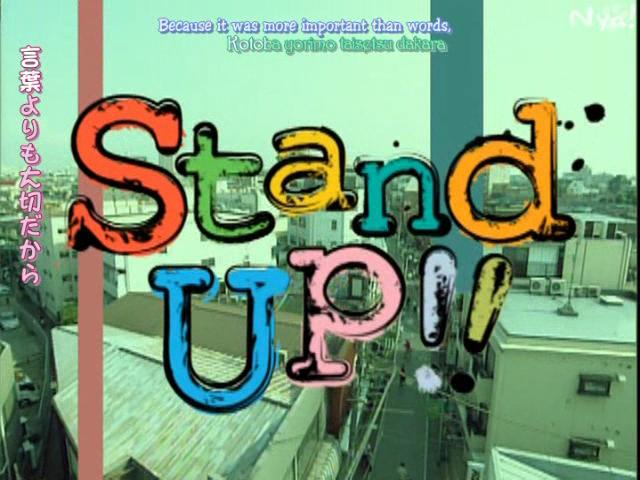 Because it was more important than words,
Kotoba yorimo taisetsu dakara
Nya!
言葉よりも大切だから
Stand
UP!!